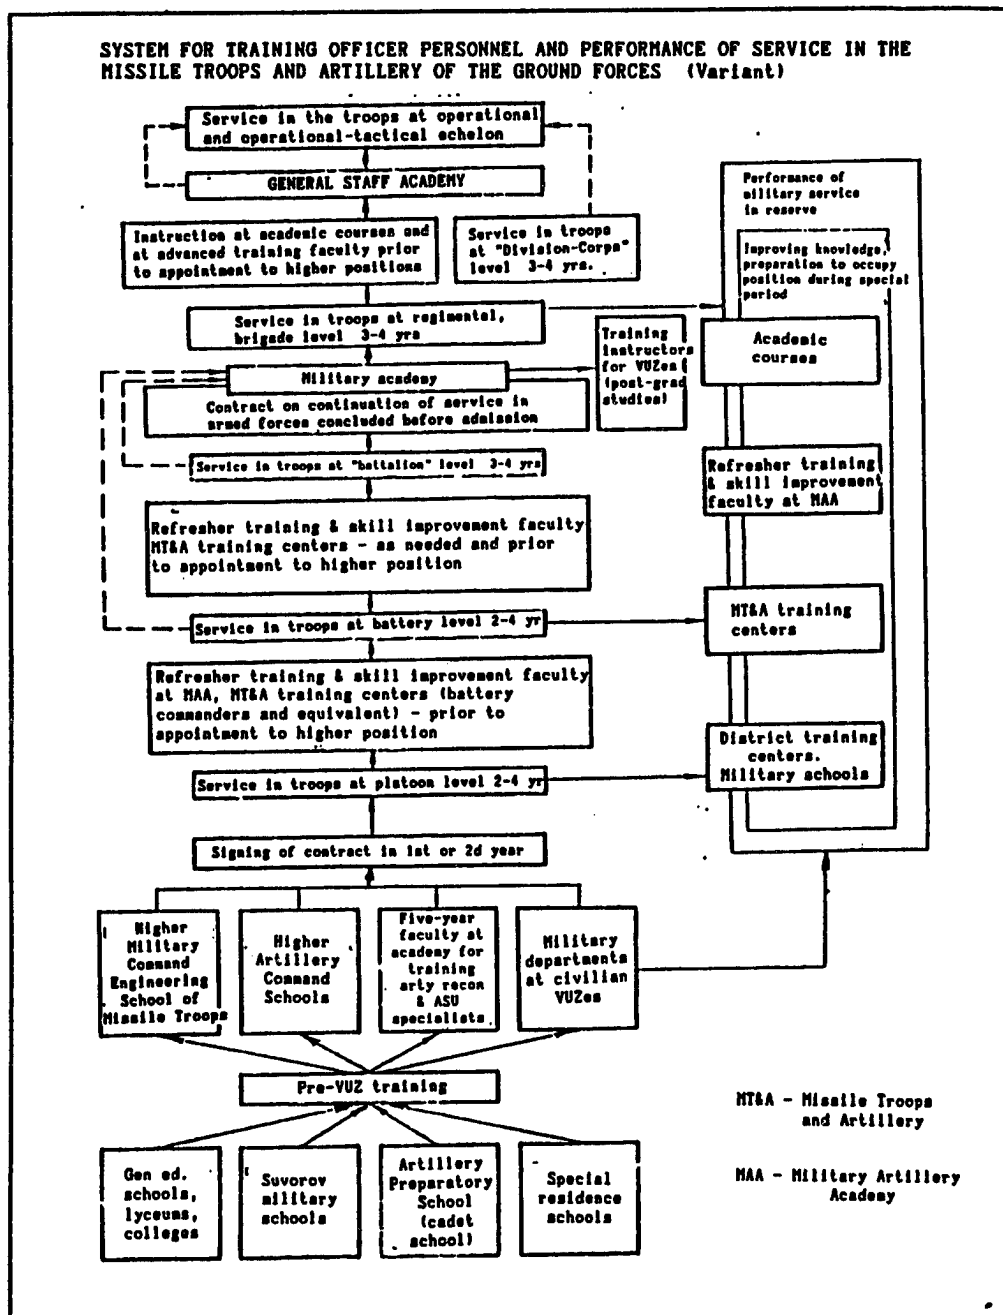 SYSTEM FOR TRAINING OFFICER PERSONNEL AND PERFORMANCE OF SERVICE IN THE
MISSILE TROOPS AND ARTILLERY OF THE GROUND FORCES (Variant)
Service in the troops at operational
and operational-tactical echelon
GENERAL STAFF ACADEMY
Instruction at academic courses and
at advanced training faculty prior
to appointment to higher positions
Service in troops
at "Division-Corps"
level 3-4 yrs.
Performance of
military service
in reserve
Improving knowledge,
preparation to occupy
position during special
period
Service in troops at regimental,
brigade level 3-4 yrs
Training
instructors
for VUZes
(post-grad
studies)
Academic
courses
Military academy
Contract on continuation of service in
armed forces concluded before admission
Service in troops at "battalion" level 3-4 yrs
Refresher training
& skill improvement
faculty at MAA
Refresher training & skill improvement faculty
MT&A training centers - as needed and prior
to appointment to higher position
Service in troops at battery level 2-4 yr
MT&A training
centers
Refresher training & skill improvement faculty
at MAA, MT&A training centers (battery
commanders and equivalent) - prior to
appointment to higher position
District training
centers.
Military schools
Service in troops at platoon level 2-4 yr
Signing of contract in 1st or 2d year
Higher
Military
Command
Engineering
School of
Missile Troops
Higher
Artillery
Command
Schools
Five-year
faculty at
academy for
training
arty recon
& ASU
specialists
Military
departments
at civilian
VUZes
Pre-VUZ training
Gen ed.
schools,
lyceums,
colleges
Suvorov
military
schools
Artillery
Preparatory
School
(cadet
school)
Special
residence
schools
MT&A - Missile Troops
and Artillery
MAA - Military Artillery
Academy